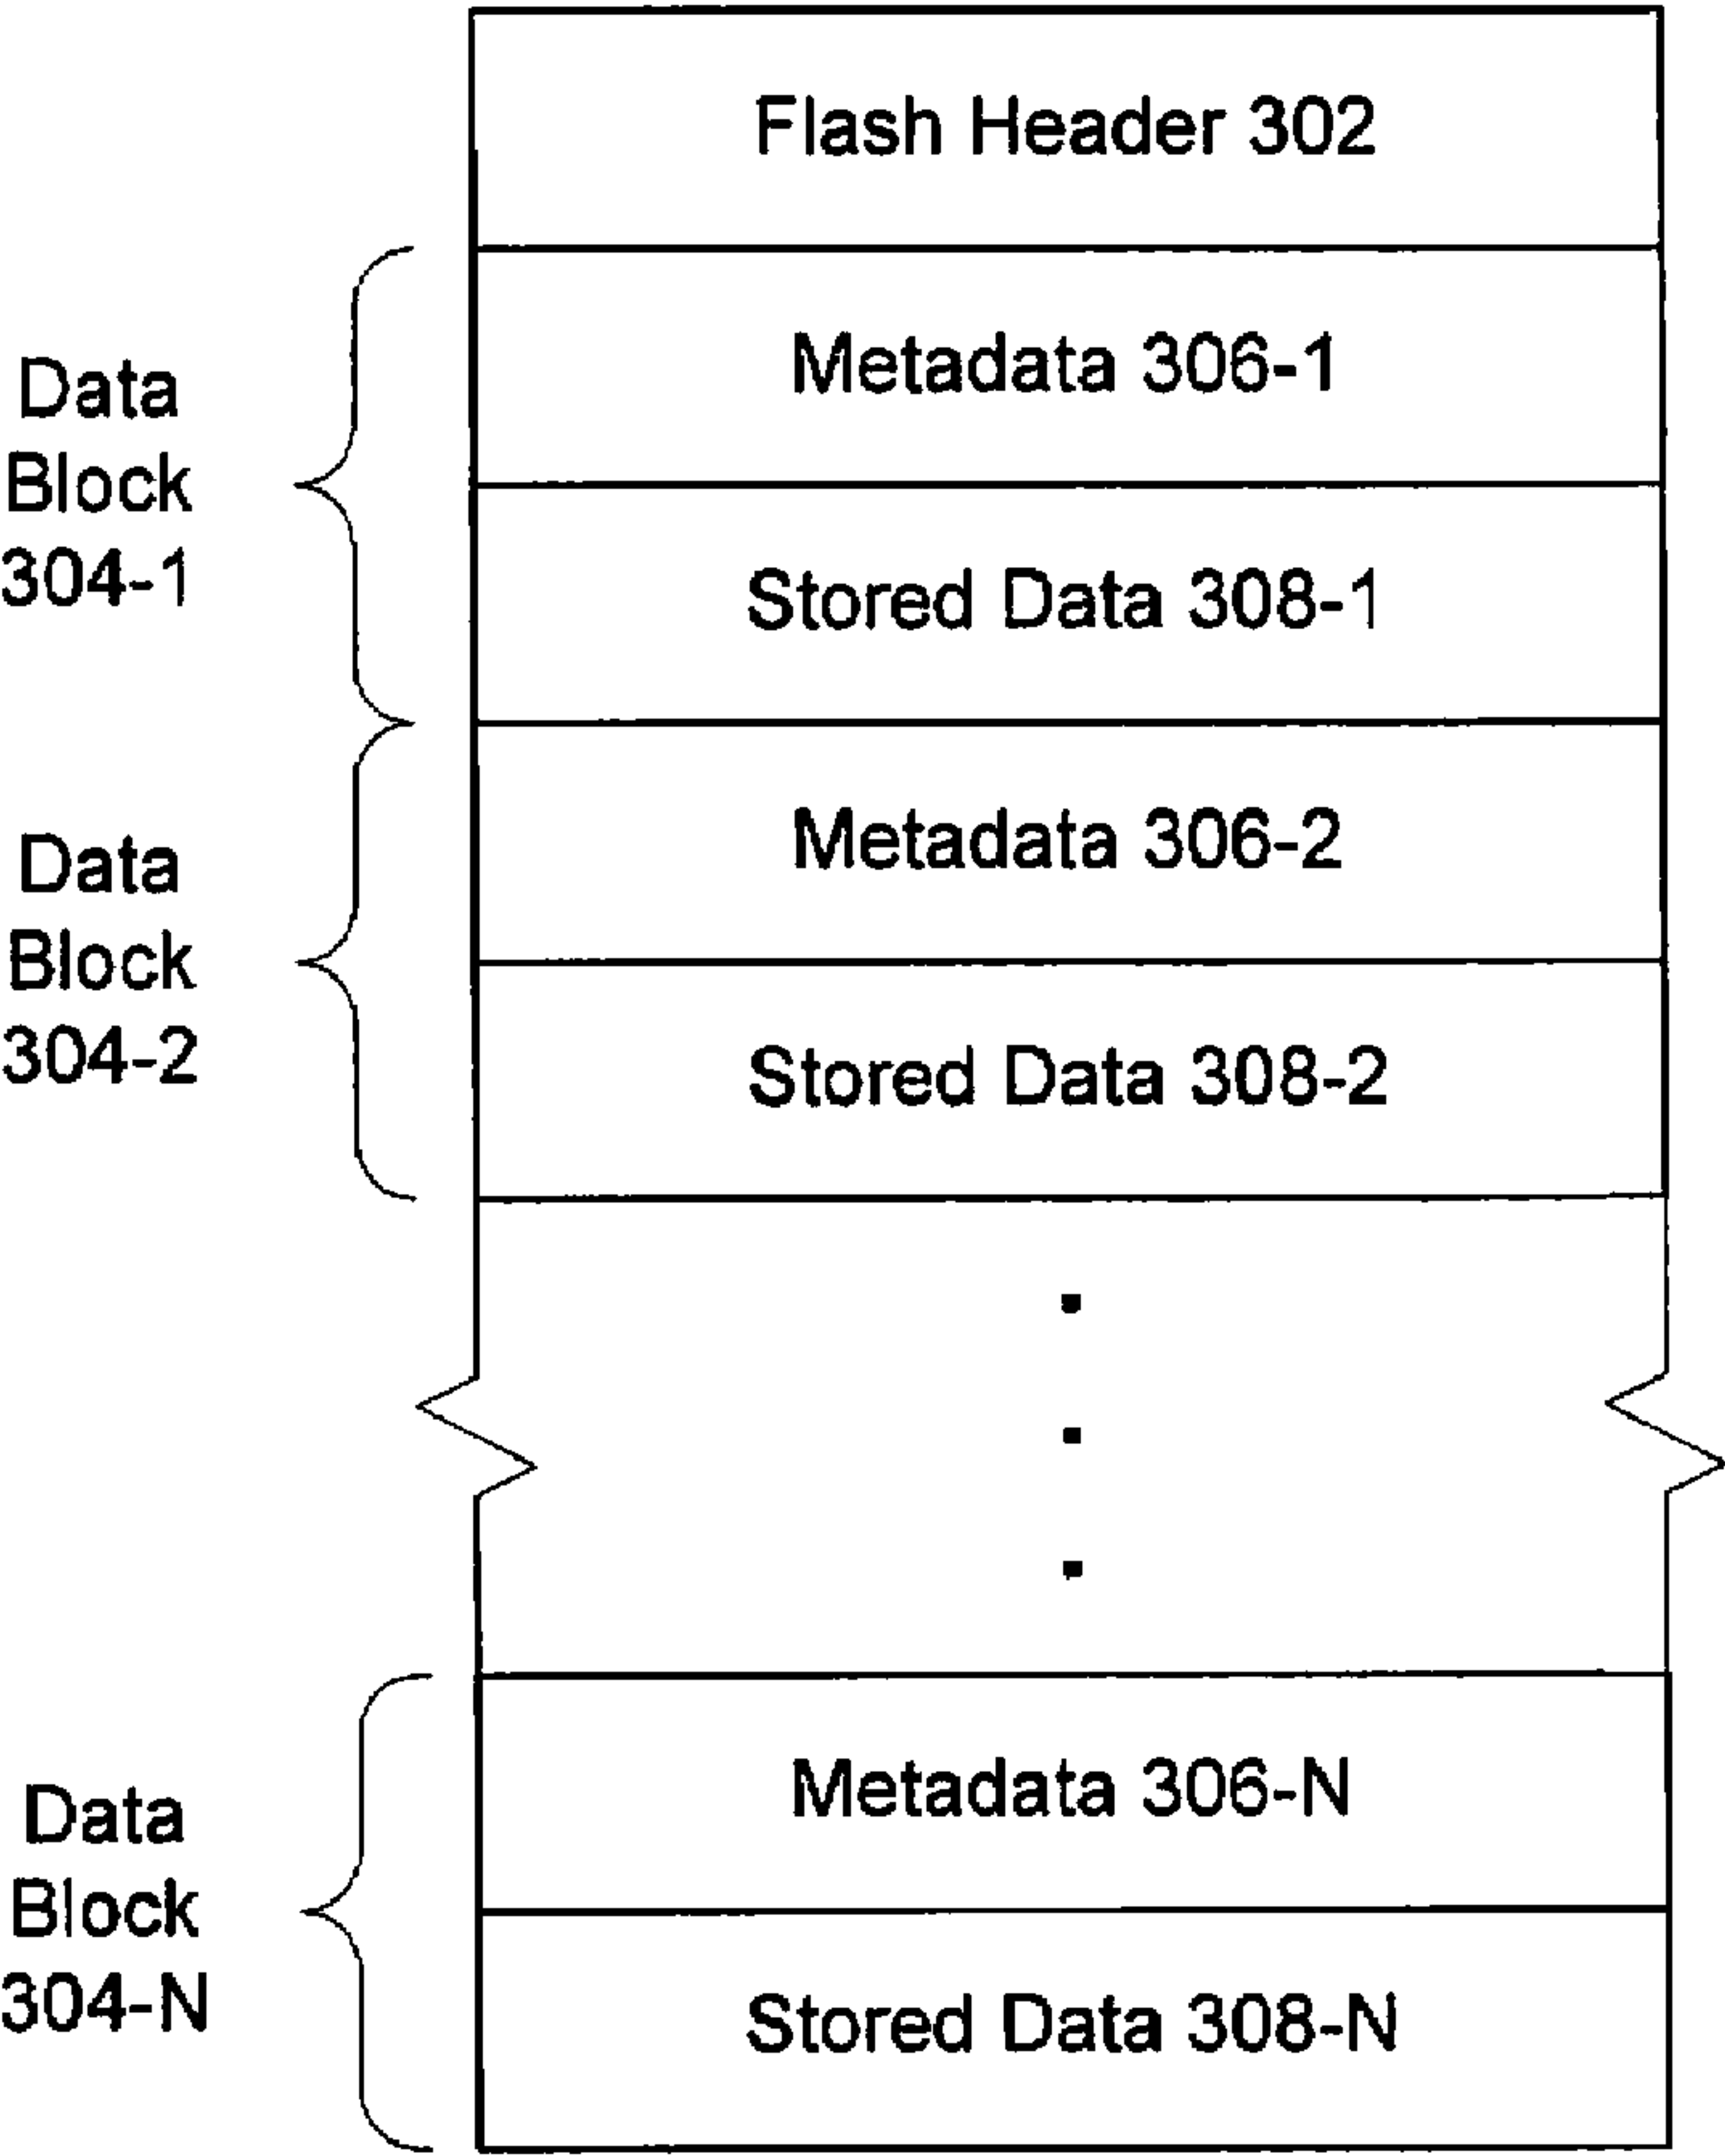 Flash Header 302
Data
Block
304-1
Metadata 306-1
Stored Data 308-1
Data
Block
304-2
Metadata 306-2
Stored Data 308-2
Data
Block
304-N
Metadata 306-N
Stored Data 308-N